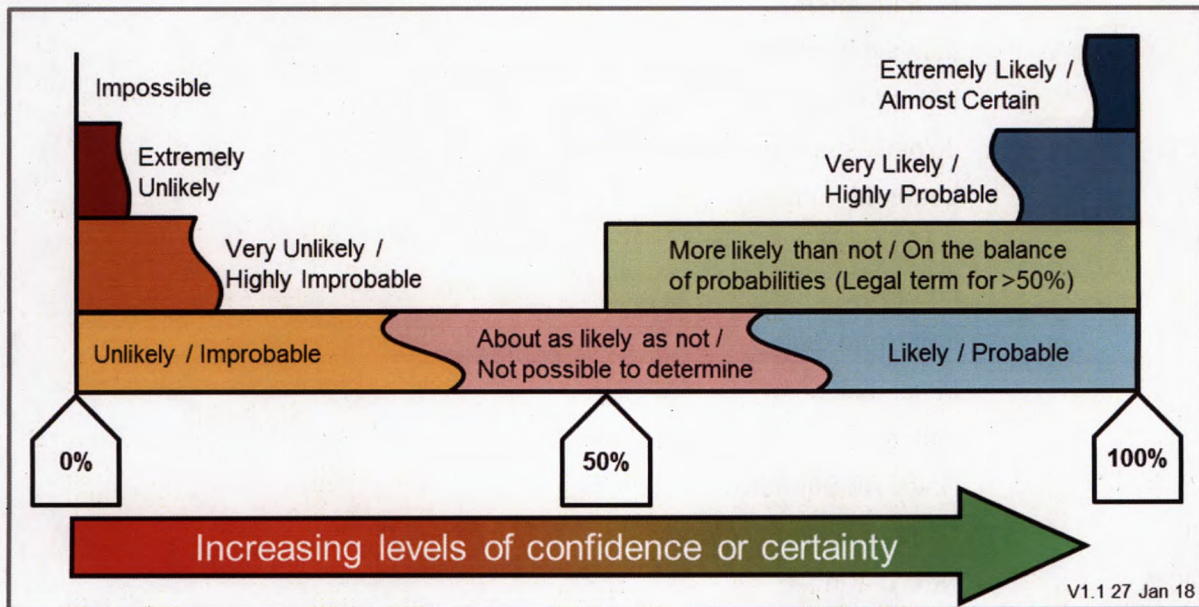 Impossible
Extremely Likely /
Almost Certain
Extremely
Unlikely
Very Likely /
Highly Probable
Very Unlikely /
Highly Improbable
More likely than not / On the balance
of probabilities (Legal term for >50%)
Unlikely / Improbable
About as likely as not /
Not possible to determine
Likely / Probable
0%
50%
100%
Increasing levels of confidence or certainty
V1.1 27 Jan 18